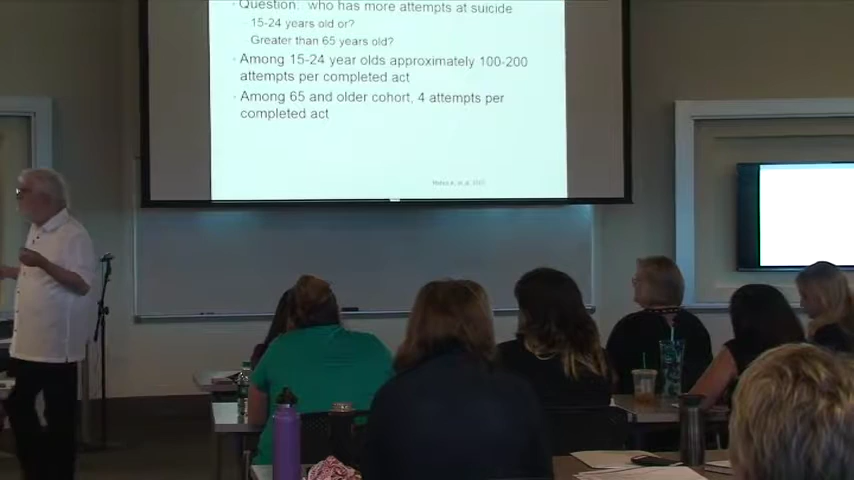 Question: who has more attempts at suicide
15-24 years old or?
Greater than 65 years old?
Among 15-24 year olds approximately 100-200
attempts per completed act
Among 65 and older cohort, 4 attempts per
completed act